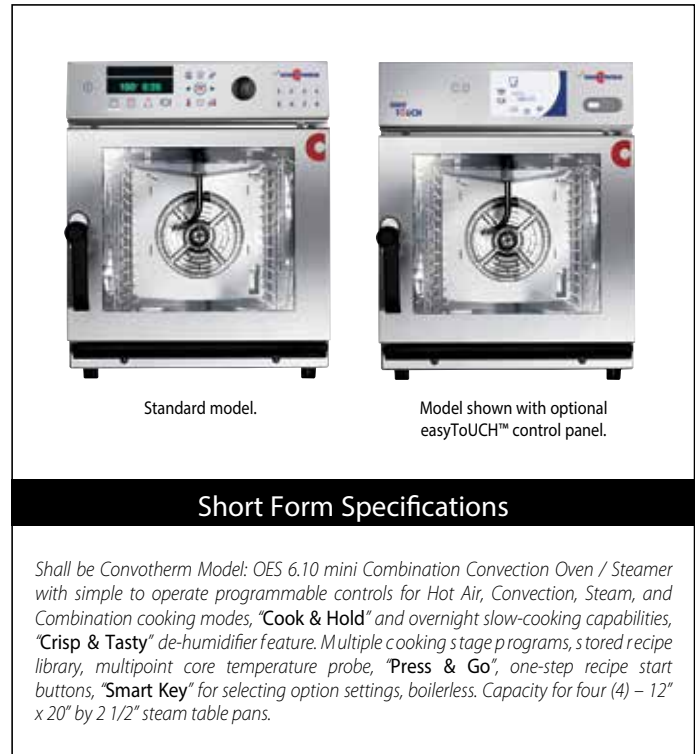 100° 0:20
TOUCH
Standard model.
Model shown with optional
easyToUCH™ control panel.
Short Form Specifications
Shall be Convotherm Model: OES 6.10 mini Combination Convection Oven / Steamer
with simple to operate programmable controls for Hot Air, Convection, Steam, and
Combination cooking modes, "Cook & Hold" and overnight slow-cooking capabilities,
"Crisp & Tasty" de-humidifier feature. Multiple cooking stage programs, stored recipe
library, multipoint core temperature probe, "Press & Go", one-step recipe start
buttons, "Smart Key" for selecting option settings, boilerless. Capacity for four (4) – 12"
x 20" by 2 1/2" steam table pans.